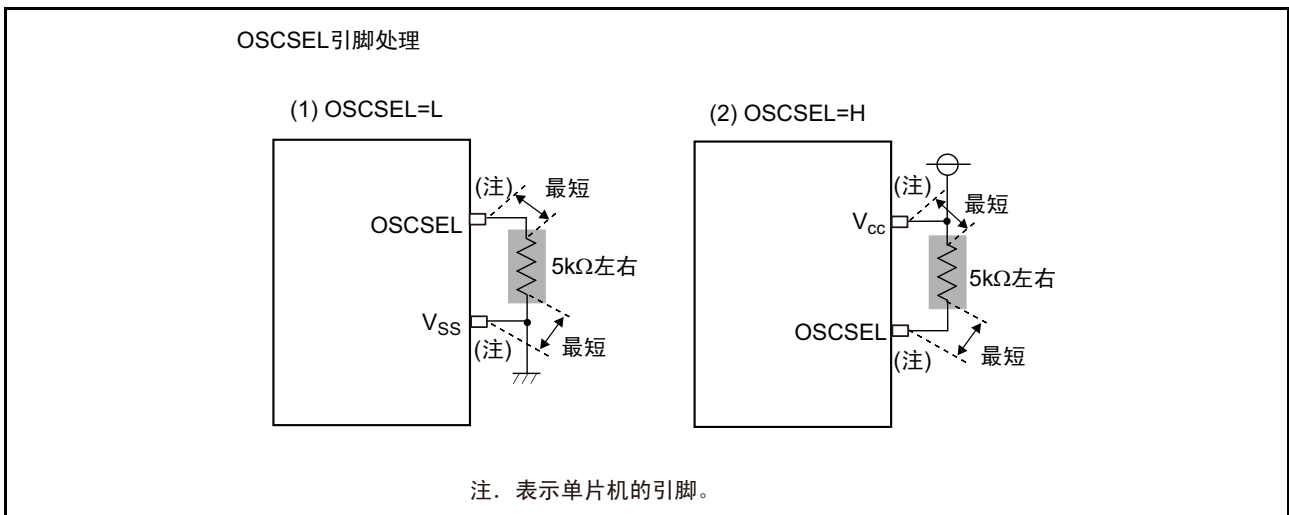 OSCSEL引脚处理
(1) OSCSEL=L
(注)
最短
OSCSEL
5kΩ左右
VSS
(注)
最短
(2) OSCSEL=H
(注)
最短
Vcc
5kΩ左右
OSCSEL
(注)
最短
注．表示单片机的引脚。